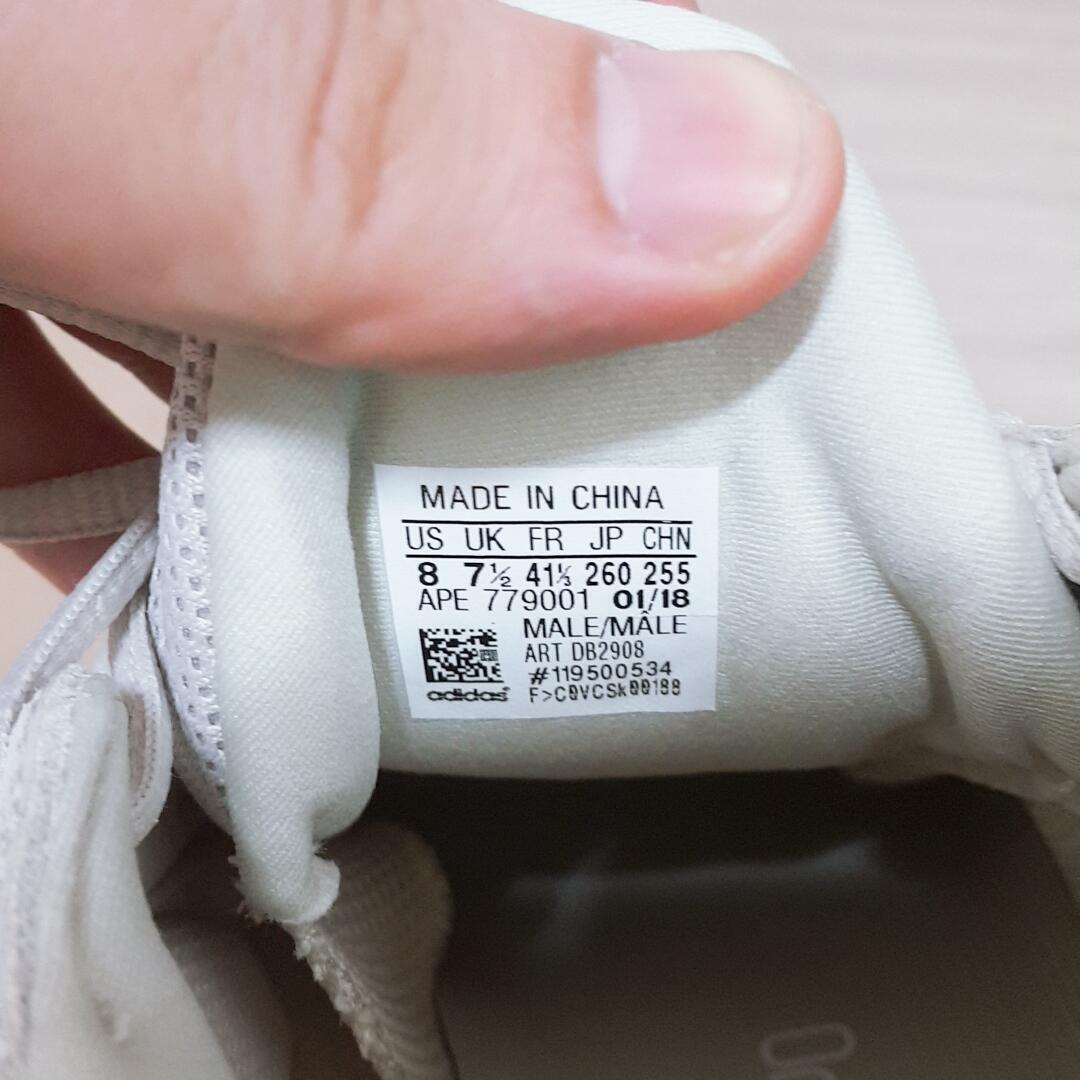 MADE IN CHINA
US UK FR JP CHN
8 7½ 41⅓ 260 255
APE 779001 01/18
MALE/MÂLE
ART DB2908
#119500534
F>C0VCSk00188
adidas